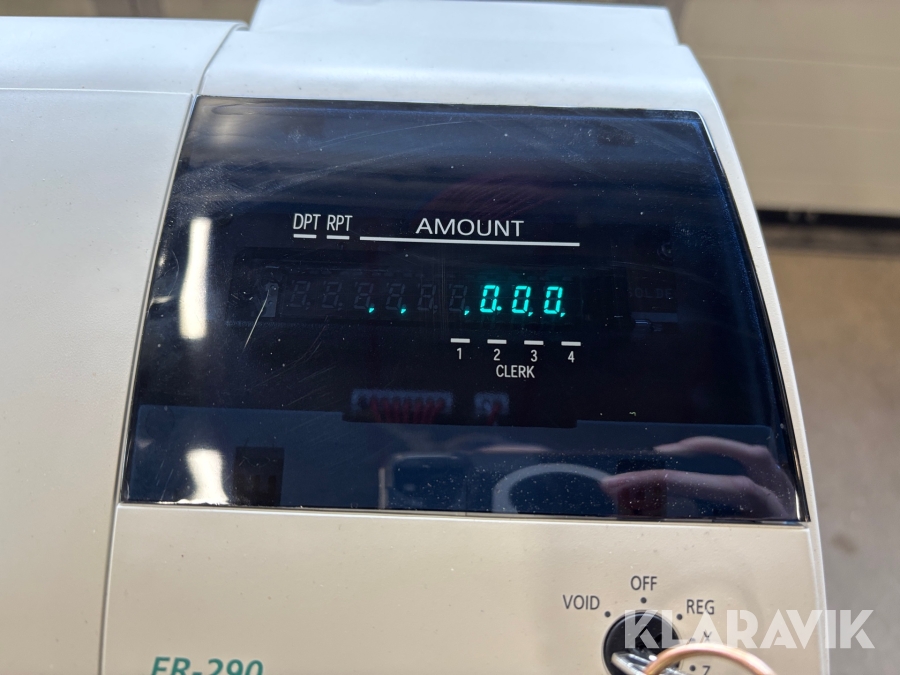 DPT RPT AMOUNT
0.00
1 2 3 4
CLERK
OFF
VOID REG
X
Z
ER-290
KLARAVIK